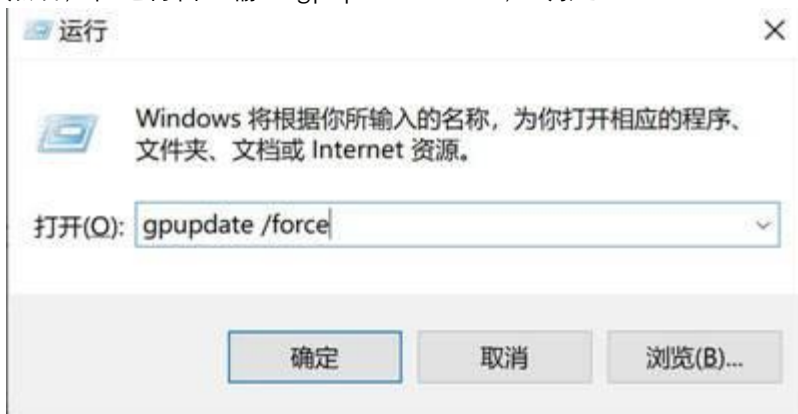 运行
Windows 将根据你所输入的名称，为你打开相应的程序、
文件夹、文档或 Internet 资源。
打开(O): gpupdate /force
确定 取消 浏览(B)...